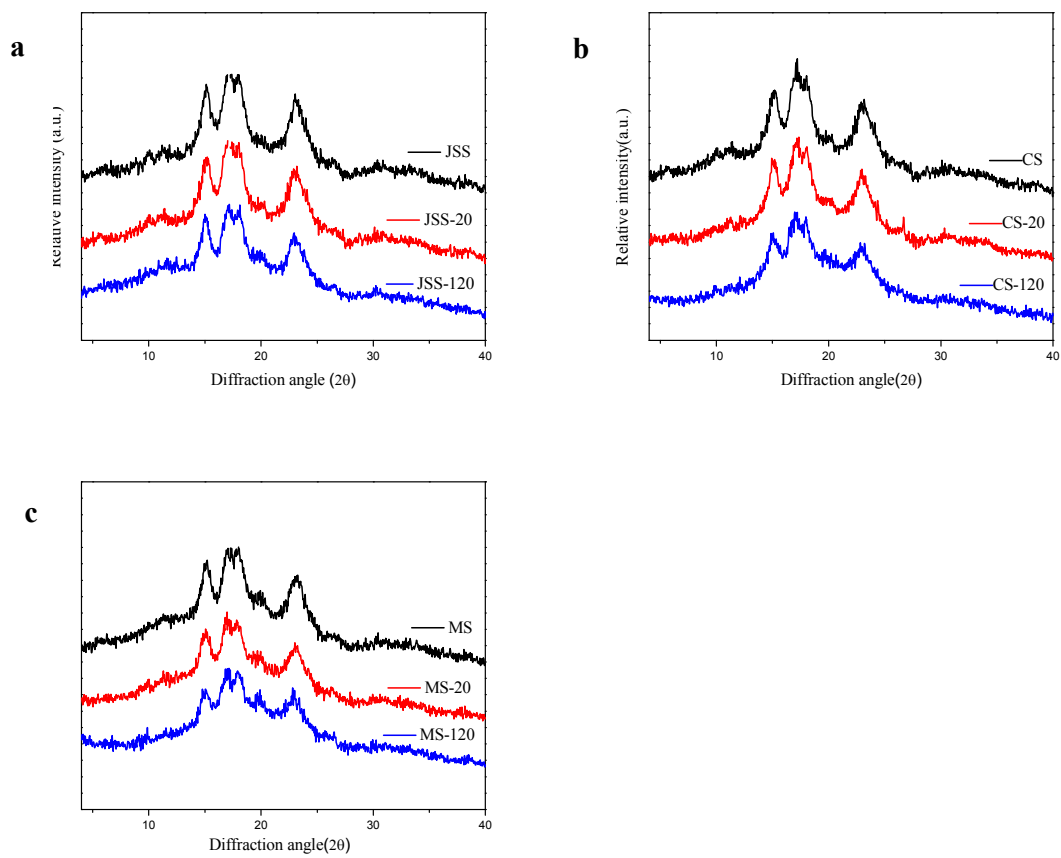 a
Relative intensity (a.u.)
JSS
JSS-20
JSS-120
10 20 30 40
Diffraction angle (2θ)
b
Relative intensity(a.u.)
CS
CS-20
CS-120
10 20 30 40
Diffraction angle(2θ)
c
MS
MS-20
MS-120
10 20 30 40
Diffraction angle(2θ)